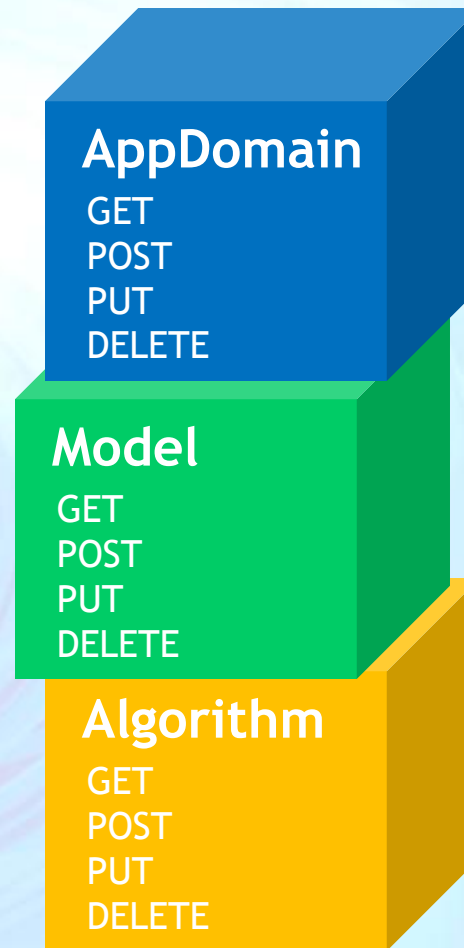 AppDomain
GET
POST
PUT
DELETE
Model
GET
POST
PUT
DELETE
Algorithm
GET
POST
PUT
DELETE